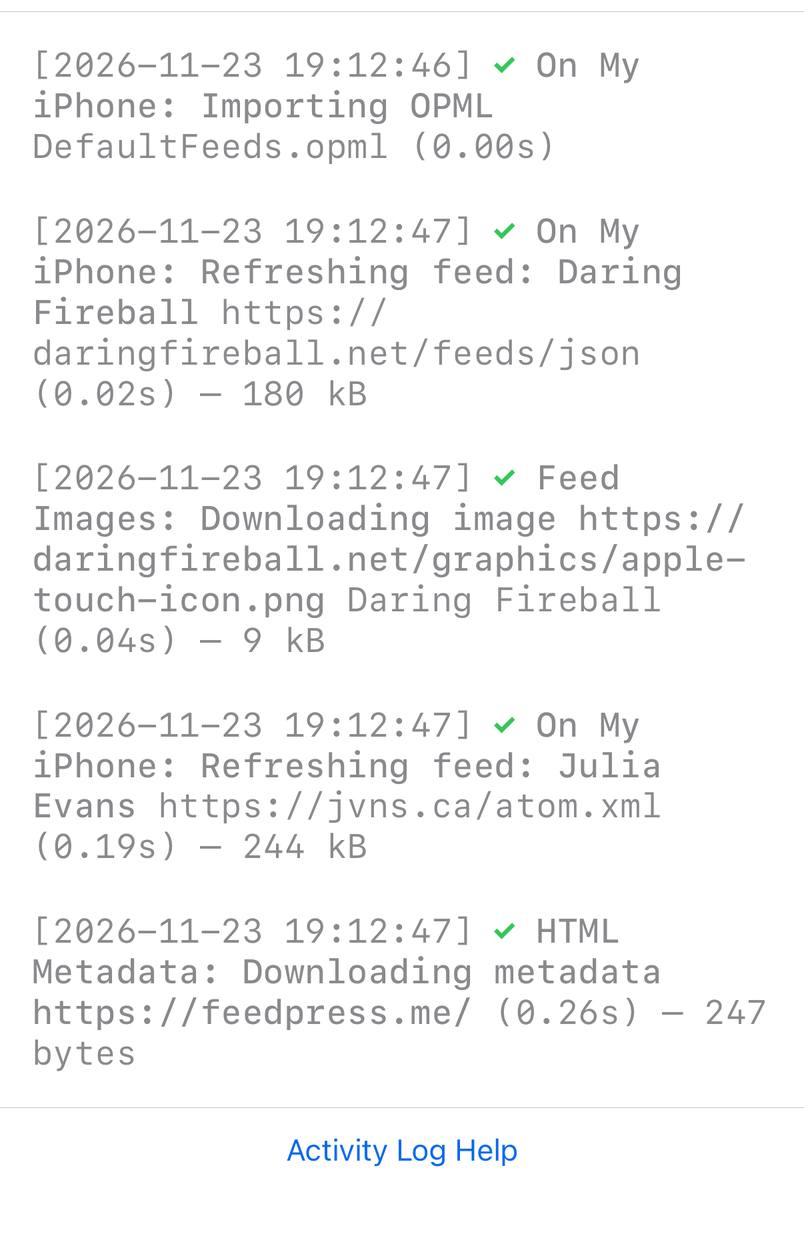 [2026-11-23 19:12:46] ✓ On My
iPhone: Importing OPML
DefaultFeeds.opml (0.00s)
[2026-11-23 19:12:47] ✓ On My
iPhone: Refreshing feed: Daring
Fireball https://
daringfireball.net/feeds/json
(0.02s) — 180 kB
[2026-11-23 19:12:47] ✓ Feed
Images: Downloading image https://
daringfireball.net/graphics/apple-
touch-icon.png Daring Fireball
(0.04s) — 9 kB
[2026-11-23 19:12:47] ✓ On My
iPhone: Refreshing feed: Julia
Evans https://jvns.ca/atom.xml
(0.19s) — 244 kB
[2026-11-23 19:12:47] ✓ HTML
Metadata: Downloading metadata
https://feedpress.me/ (0.26s) — 247
bytes
Activity Log Help